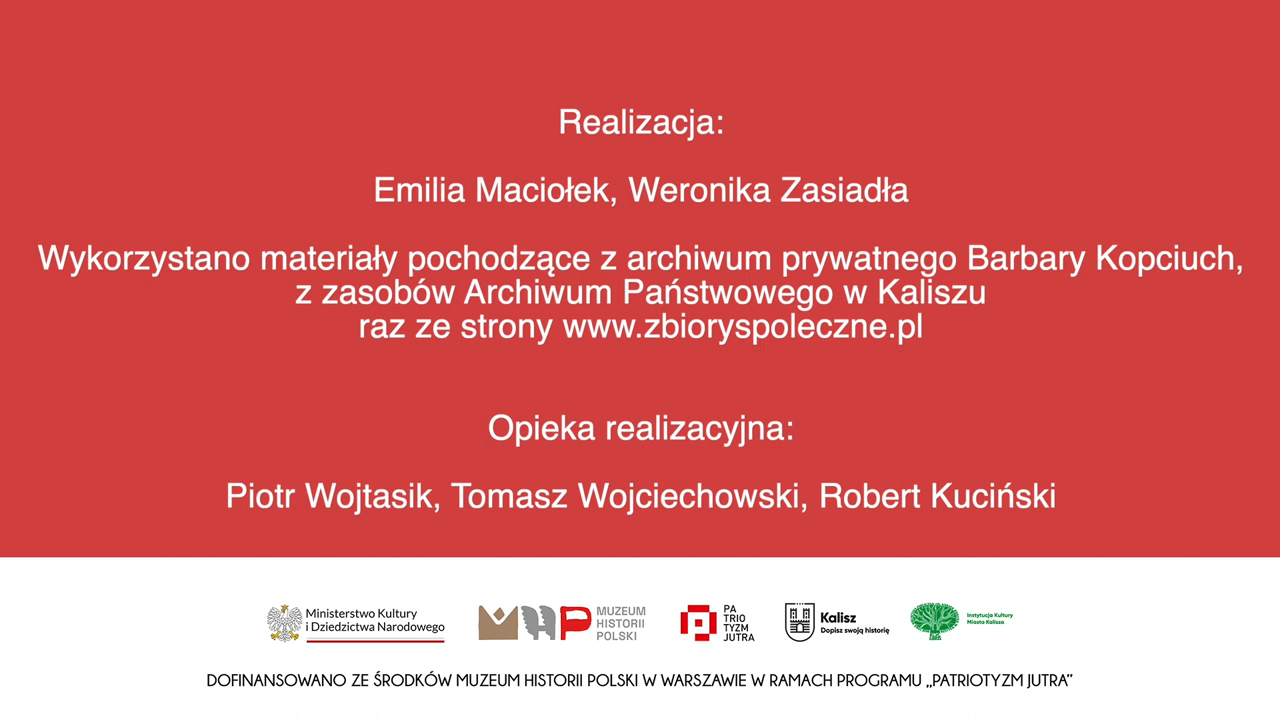 Realizacja:
Emilia Maciołek, Weronika Zasiadła
Wykorzystano materiały pochodzące z archiwum prywatnego Barbary Kopciuch,
z zasobów Archiwum Państwowego w Kaliszu
raz ze strony www.zbioryspoleczne.pl
Opieka realizacyjna:
Piotr Wojtasik, Tomasz Wojciechowski, Robert Kuciński
Ministerstwo Kultury
i Dziedzictwa Narodowego
MHP
MUZEUM
HISTORII
POLSKI
PA
TRIO
TYZM
JUTRA
Kalisz
Dopisz swoją historię
Instytucja Kultury
Miasta Kalisza
DOFINANSOWANO ZE ŚRODKÓW MUZEUM HISTORII POLSKI W WARSZAWIE W RAMACH PROGRAMU „PATRIOTYZM JUTRA”